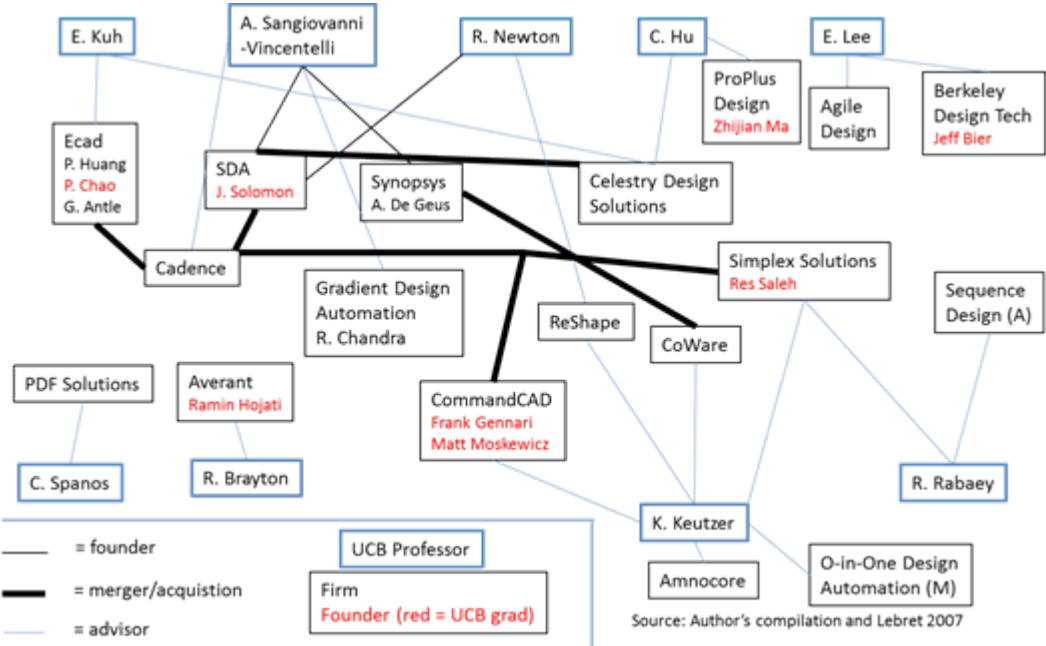 E. Kuh
A. Sangiovanni
-Vincentelli
R. Newton
C. Hu
E. Lee
ProPlus
Design
Zhijian Ma
Agile
Design
Berkeley
Design Tech
Jeff Bier
Ecad
P. Huang
P. Chao
G. Antle
SDA
J. Solomon
Synopsys
A. De Geus
Celestry Design
Solutions
Cadence
Gradient Design
Automation
R. Chandra
Simplex Solutions
Res Saleh
Sequence
Design (A)
ReShape
CoWare
PDF Solutions
Averant
Ramin Hojati
CommandCAD
Frank Gennari
Matt Moskewicz
C. Spanos
R. Brayton
R. Rabaey
K. Keutzer
Amnocore
O-in-One Design
Automation (M)
= founder
= merger/acquistion
= advisor
UCB Professor
Firm
Founder (red = UCB grad)
Source: Author's compilation and Lebret 2007